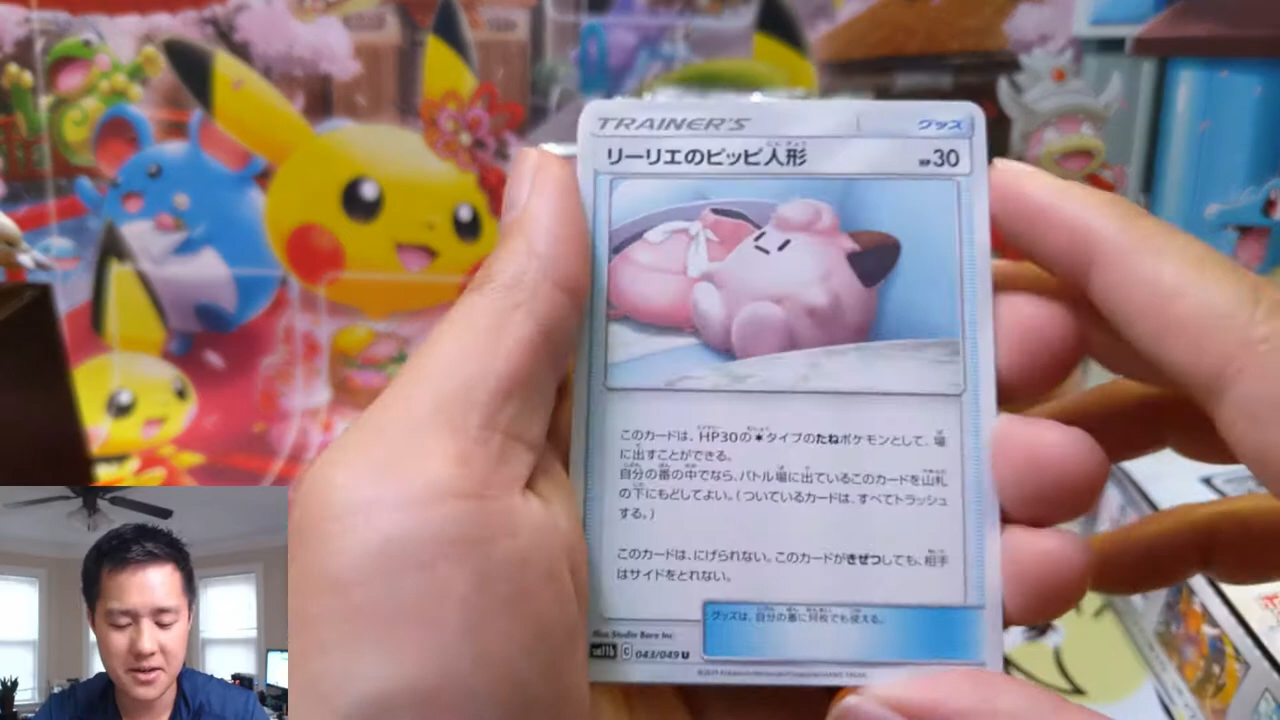 TRAINER'S グッズ
リーリエのピッピ人形 HP30
このカードは、HP30の タイプのたねポケモンとして、場
に出すことができる。
自分の番の中でなら、バトル場に出ているこのカードを山札
の下にもどしてよい。(ついているカードは、すべてトラッシュ
する。)
このカードは、にげられない。このカードがきぜつしても、相手
はサイドをとれない。
グッズは、自分の番に何枚でも使える。
Illus. Studio Bora Inc.
sm11b C 043/049 U